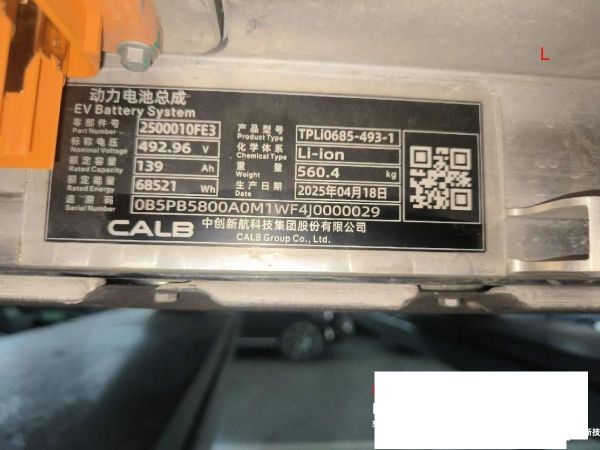 L
动力电池总成
EV Battery System
零部件号 2500010FE3 产品型号 TPLi0685-493-1
Part Number Product Type
标称电压 492.96 V 化学体系 Li-ion
Nominal Voltage Chemical Type
额定容量 139 Ah 重量 560.4 kg
Rated Capacity Weight
额定能量 68521 Wh 生产日期 2025年04月18日
Rated Energy Date
追溯码 0B5PB5800A0M1WF4J0000029
Serial Number
CALB 中创新航科技集团股份有限公司
CALB Group Co., Ltd.
新技